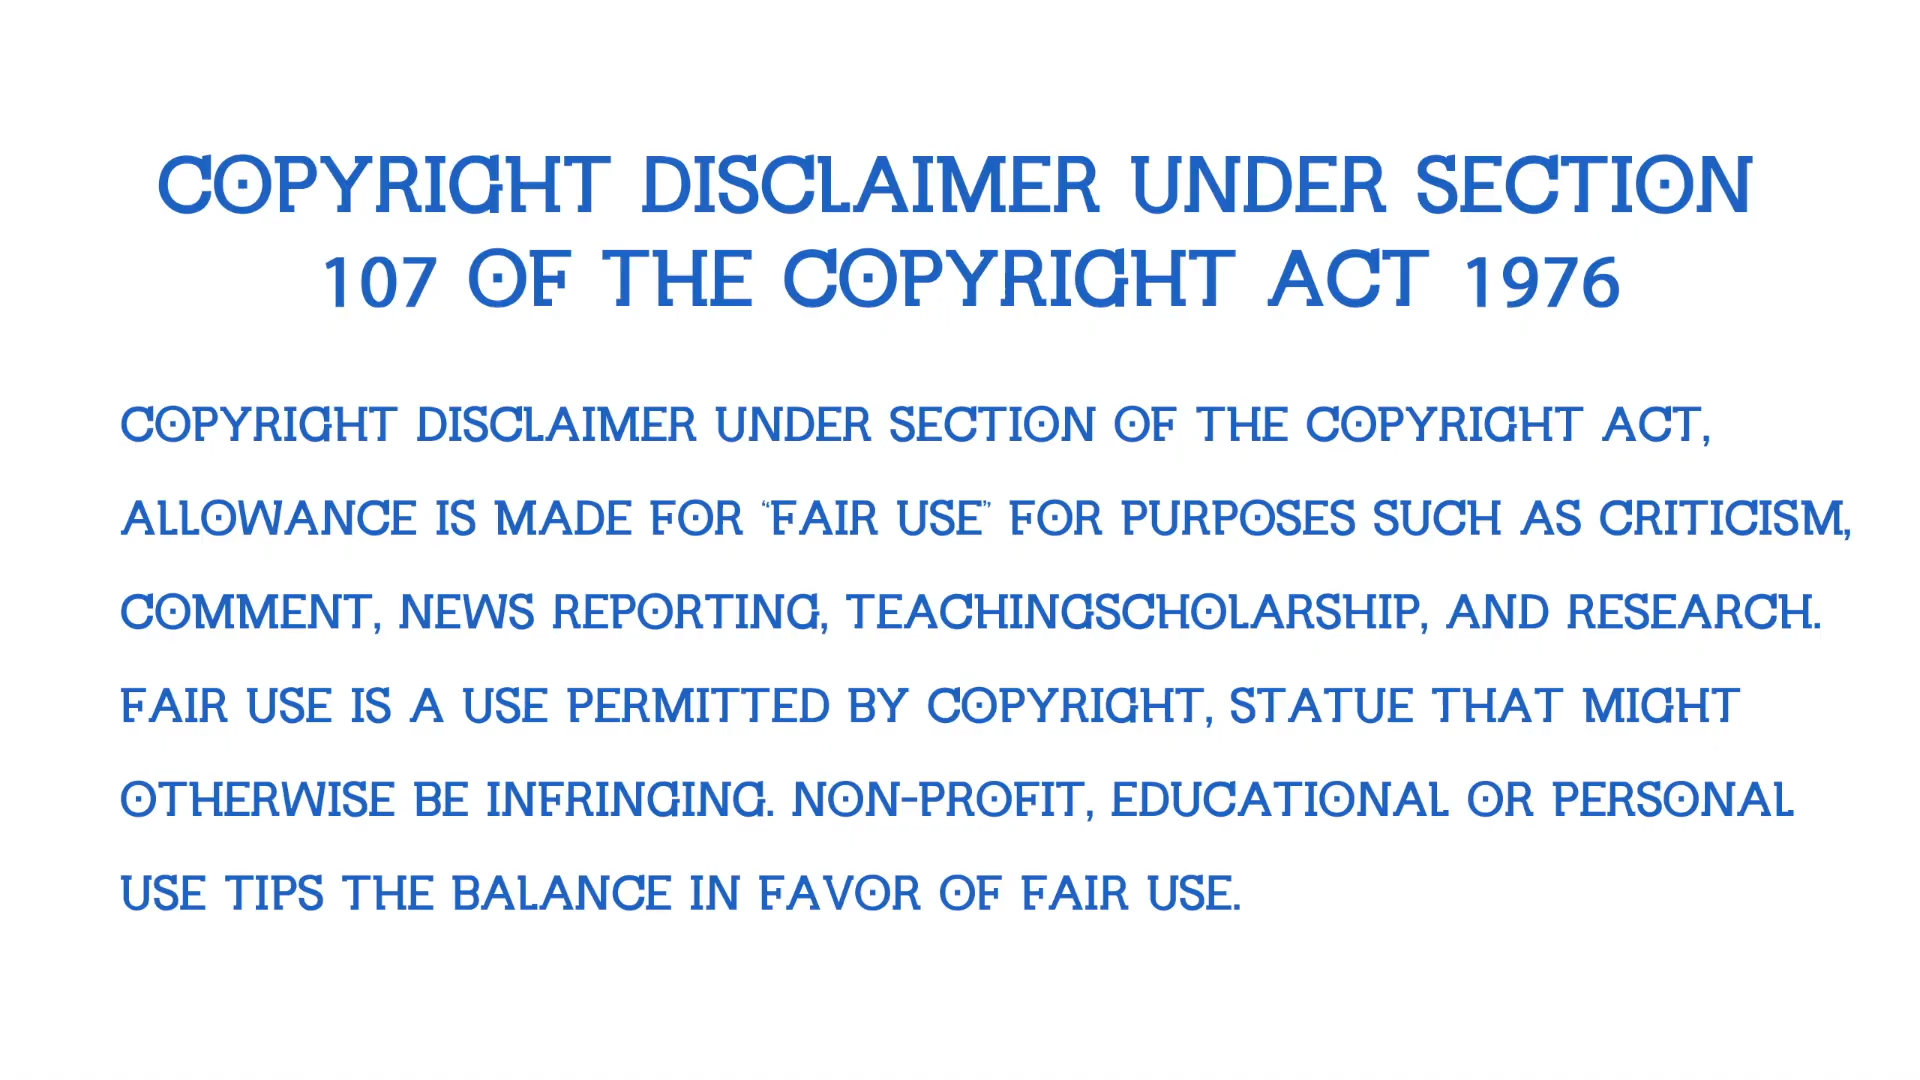 COPYRIGHT DISCLAIMER UNDER SECTION
107 OF THE COPYRIGHT ACT 1976
COPYRIGHT DISCLAIMER UNDER SECTION OF THE COPYRIGHT ACT,
ALLOWANCE IS MADE FOR “FAIR USE” FOR PURPOSES SUCH AS CRITICISM,
COMMENT, NEWS REPORTING, TEACHINGSCHOLARSHIP, AND RESEARCH.
FAIR USE IS A USE PERMITTED BY COPYRIGHT, STATUE THAT MIGHT
OTHERWISE BE INFRINGING. NON-PROFIT, EDUCATIONAL OR PERSONAL
USE TIPS THE BALANCE IN FAVOR OF FAIR USE.